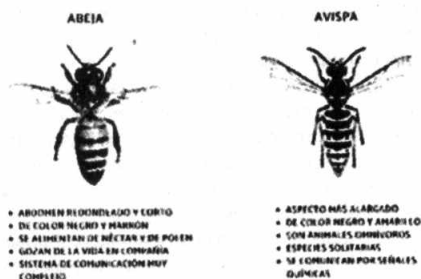 ABEJA
• ABDOMEN REDONDEADO Y CORTO
• DE COLOR NEGRO Y MARRÓN
• SE ALIMENTAN DE NÉCTAR Y DE POLEN
• GOZAN DE LA VIDA EN COMPAÑÍA
• SISTEMA DE COMUNICACIÓN MUY
COMPLEJO.
AVISPA
• ASPECTO MÁS ALARGADO
• DE COLOR NEGRO Y AMARILLO
• SON ANIMALES OMNÍVOROS
• ESPECIES SOLITARIAS
• SE COMUNICAN POR SEÑALES
QUÍMICAS